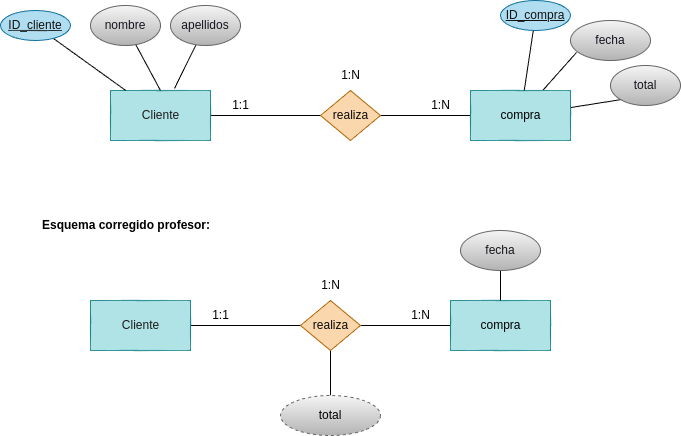 ID_cliente
nombre
apellidos
ID_compra
fecha
total
1:N
Cliente
1:1
realiza
1:N
compra
Esquema corregido profesor:
fecha
1:N
Cliente
1:1
realiza
1:N
compra
total